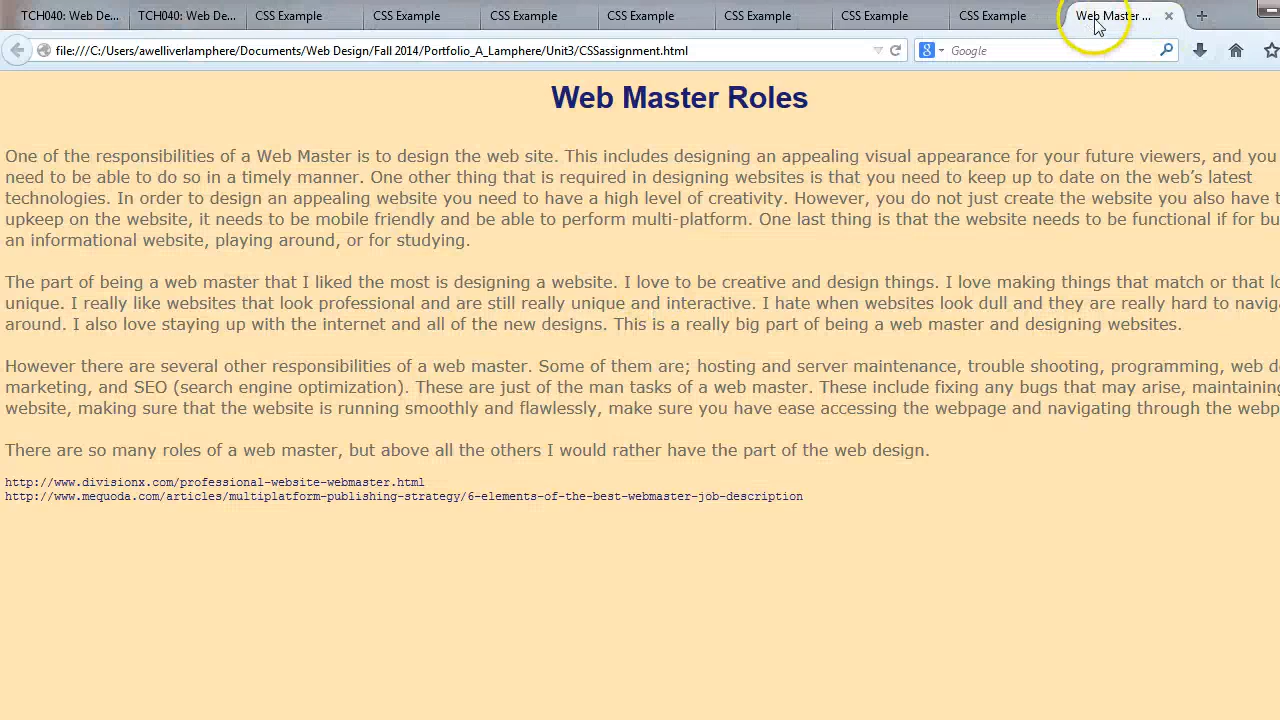 TCH040: Web De... TCH040: Web De... CSS Example CSS Example CSS Example CSS Example CSS Example CSS Example CSS Example Web Master ...
file:///C:/Users/awelliverlamphere/Documents/Web Design/Fall 2014/Portfolio_A_Lamphere/Unit3/CSSassignment.html Google
Web Master Roles
One of the responsibilities of a Web Master is to design the web site. This includes designing an appealing visual appearance for your future viewers, and you
need to be able to do so in a timely manner. One other thing that is required in designing websites is that you need to keep up to date on the web's latest
technologies. In order to design an appealing website you need to have a high level of creativity. However, you do not just create the website you also have
upkeep on the website, it needs to be mobile friendly and be able to perform multi-platform. One last thing is that the website needs to be functional if for
an informational website, playing around, or for studying.
The part of being a web master that I liked the most is designing a website. I love to be creative and design things. I love making things that match or that
unique. I really like websites that look professional and are still really unique and interactive. I hate when websites look dull and they are really hard to
around. I also love staying up with the internet and all of the new designs. This is a really big part of being a web master and designing websites.
However there are several other responsibilities of a web master. Some of them are; hosting and server maintenance, trouble shooting, programming, web
marketing, and SEO (search engine optimization). These are just of the man tasks of a web master. These include fixing any bugs that may arise, maintaining
website, making sure that the website is running smoothly and flawlessly, make sure you have ease accessing the webpage and navigating through the
There are so many roles of a web master, but above all the others I would rather have the part of the web design.
http://www.divisionx.com/professional-website-webmaster.html
http://www.mequoda.com/articles/multiplatform-publishing-strategy/6-elements-of-the-best-webmaster-job-description